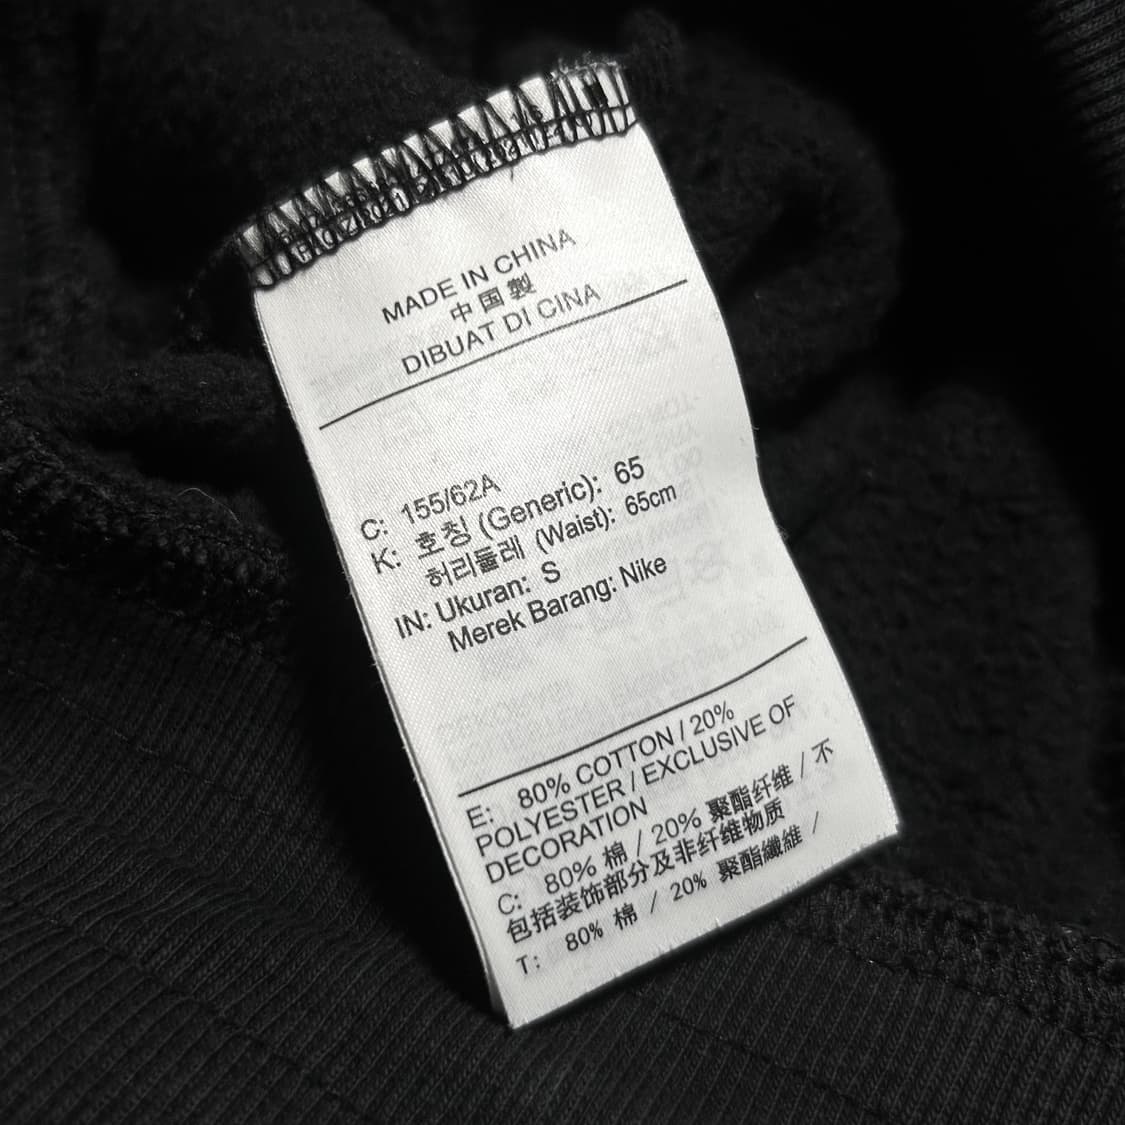 MADE IN CHINA
中国製
DIBUAT DI CINA
C: 155/62A
K: 호칭 (Generic): 65
허리둘레 (Waist): 65cm
IN: Ukuran: S
Merek Barang: Nike
E: 80% COTTON / 20%
POLYESTER / EXCLUSIVE OF
DECORATION
C: 80% 棉 / 20% 聚酯纤维 / 不
包括装饰部分及非纤维物质
T: 80% 棉 / 20% 聚酯纖維 /